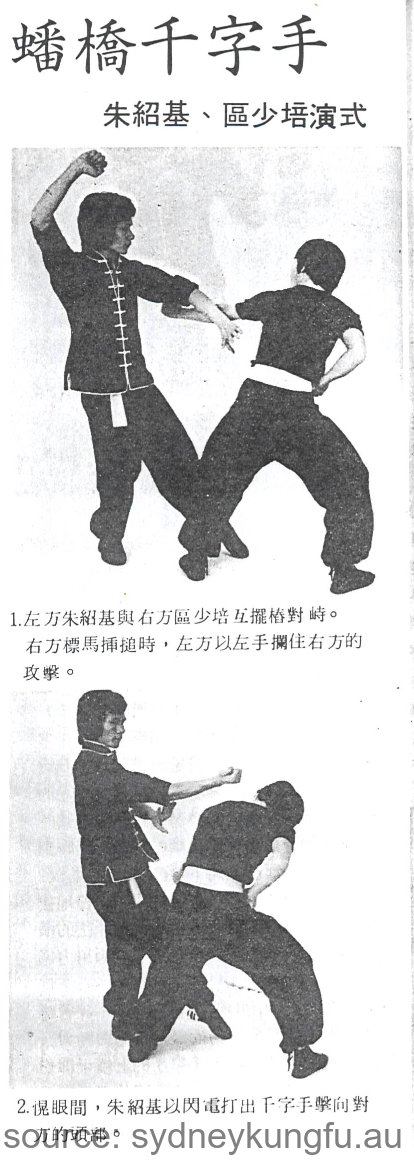 蟠橋千字手
朱紹基、區少培演式
1.左方朱紹基與右方區少培互擺樁對峙。
右方標馬揷搥時，左方以左手攔住右方的
攻擊。
2.愰眼間，朱紹基以閃電打出千字手擊向對
方的頭部。
source: sydneykungfu.au